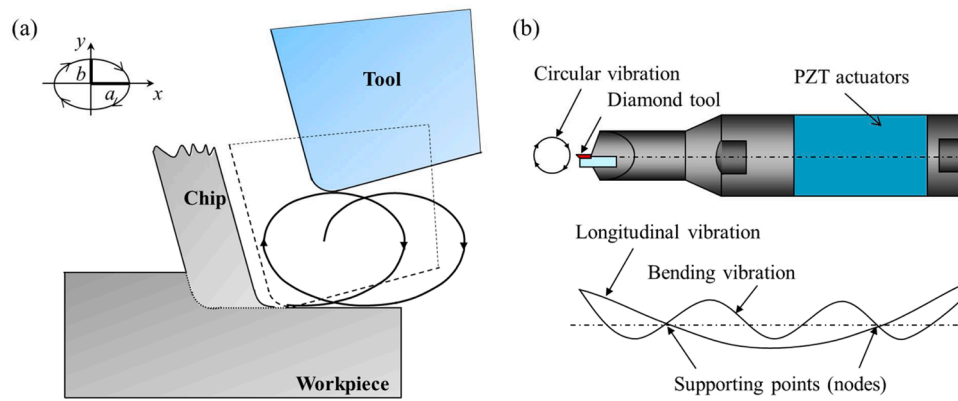 (a)
y
b
a
x
Tool
Chip
Workpiece
(b)
Circular vibration
Diamond tool
PZT actuators
Longitudinal vibration
Bending vibration
Supporting points (nodes)